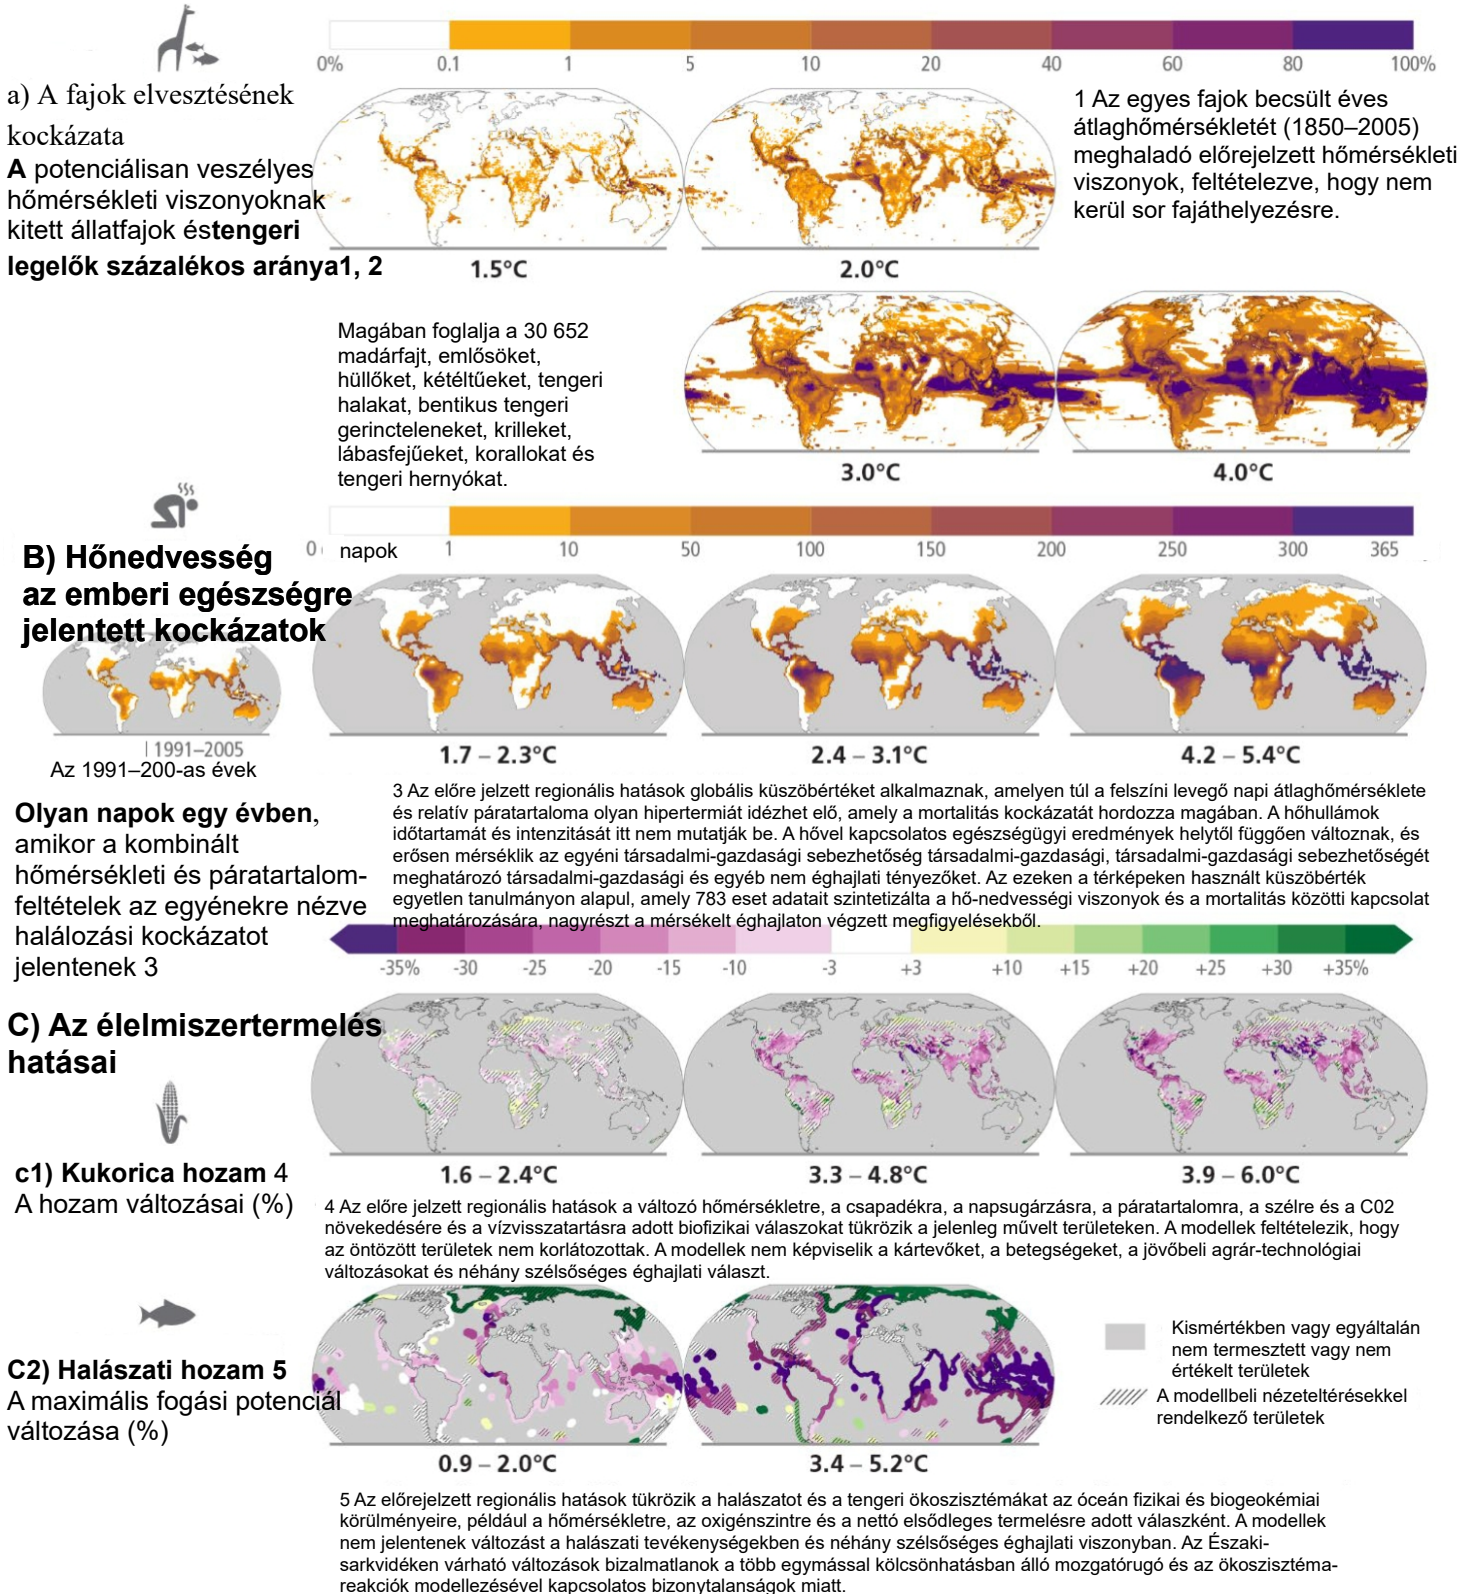 0% 0.1 1 5 10 20 40 60 80 100%
a) A fajok elvesztésének
kockázata
A potenciálisan veszélyes
hőmérsékleti viszonyoknak
kitett állatfajok éstengeri
legelők százalékos aránya1, 2
1.5°C
2.0°C
1 Az egyes fajok becsült éves
átlaghőmérsékletét (1850–2005)
meghaladó előrejelzett hőmérsékleti
viszonyok, feltételezve, hogy nem
kerül sor fajáthelyezésre.
Magában foglalja a 30 652
madárfajt, emlősöket,
hüllőket, kétéltűeket, tengeri
halakat, bentikus tengeri
gerincteleneket, krilleket,
lábasfejűeket, korallokat és
tengeri hernyókat.
3.0°C
4.0°C
0 napok 1 10 50 100 150 200 250 300 365
B) Hőnedvesség
az emberi egészségre
jelentett kockázatok
1991–2005
Az 1991–200-as évek
1.7 – 2.3°C
2.4 – 3.1°C
4.2 – 5.4°C
Olyan napok egy évben,
amikor a kombinált
hőmérsékleti és páratartalom-
feltételek az egyénekre nézve
halálozási kockázatot
jelentenek 3
3 Az előre jelzett regionális hatások globális küszöbértéket alkalmaznak, amelyen túl a felszíni levegő napi átlaghőmérséklete
és relatív páratartaloma olyan hipertermiát idézhet elő, amely a mortalitás kockázatát hordozza magában. A hőhullámok
időtartamát és intenzitását itt nem mutatják be. A hővel kapcsolatos egészségügyi eredmények helytől függően változnak, és
erősen mérséklik az egyéni társadalmi-gazdasági sebezhetőség társadalmi-gazdasági, társadalmi-gazdasági sebezhetőségét
meghatározó társadalmi-gazdasági és egyéb nem éghajlati tényezőket. Az ezeken a térképeken használt küszöbérték
egyetlen tanulmányon alapul, amely 783 eset adatait szintetizálta a hő-nedvességi viszonyok és a mortalitás közötti kapcsolat
meghatározására, nagyrészt a mérsékelt éghajlaton végzett megfigyelésekből.
-35% -30 -25 -20 -15 -10 -3 +3 +10 +15 +20 +25 +30 +35%
C) Az élelmiszertermelés
hatásai
c1) Kukorica hozam 4
A hozam változásai (%)
1.6 – 2.4°C
3.3 – 4.8°C
3.9 – 6.0°C
4 Az előre jelzett regionális hatások a változó hőmérsékletre, a csapadékra, a napsugárzásra, a páratartalomra, a szélre és a C02
növekedésére és a vízvisszatartásra adott biofizikai válaszokat tükrözik a jelenleg művelt területeken. A modellek feltételezik, hogy
az öntözött területek nem korlátozottak. A modellek nem képviselik a kártevőket, a betegségeket, a jövőbeli agrár-technológiai
változásokat és néhány szélsőséges éghajlati választ.
C2) Halászati hozam 5
A maximális fogási potenciál
változása (%)
0.9 – 2.0°C
3.4 – 5.2°C
Kismértékben vagy egyáltalán
nem termesztett vagy nem
értékelt területek
A modellbeli nézeteltérésekkel
rendelkező területek
5 Az előrejelzett regionális hatások tükrözik a halászatot és a tengeri ökoszisztémákat az óceán fizikai és biogeokémiai
körülményeire, például a hőmérsékletre, az oxigénszintre és a nettó elsődleges termelésre adott válaszként. A modellek
nem jelentenek változást a halászati tevékenységekben és néhány szélsőséges éghajlati viszonyban. Az Északi-
sarkvidéken várható változások bizalmatlanok a több egymással kölcsönhatásban álló mozgatórugó és az ökoszisztéma-
reakciók modellezésével kapcsolatos bizonytalanságok miatt.